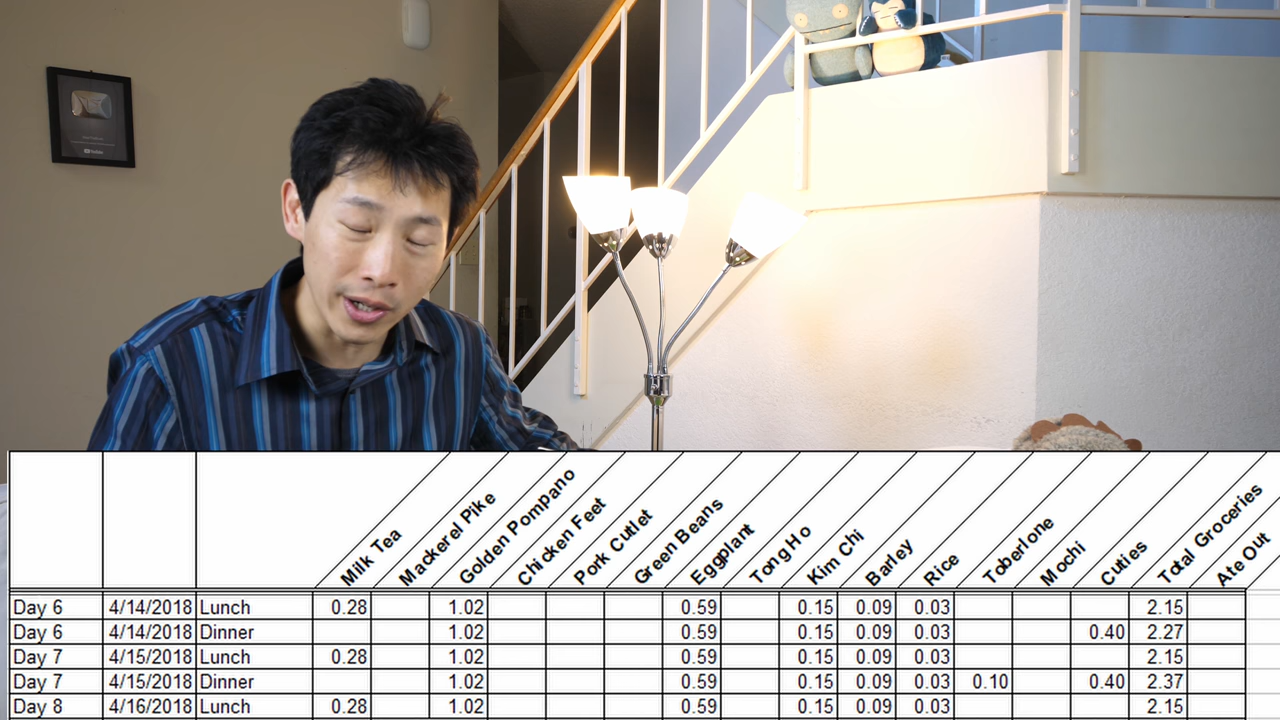 YouTube
Milk Tea Mackerel Pike Golden Pompano Chicken Feet Pork Cutlet Green Beans Eggplant Tong Ho Kim Chi Barley Rice Toberlone Mochi Cuties Total Groceries Ate Out
Day 6 4/14/2018 Lunch 0.28 1.02 0.59 0.15 0.09 0.03 2.15
Day 6 4/14/2018 Dinner 1.02 0.59 0.15 0.09 0.03 0.40 2.27
Day 7 4/15/2018 Lunch 0.28 1.02 0.59 0.15 0.09 0.03 2.15
Day 7 4/15/2018 Dinner 1.02 0.59 0.15 0.09 0.03 0.10 0.40 2.37
Day 8 4/16/2018 Lunch 0.28 1.02 0.59 0.15 0.09 0.03 2.15